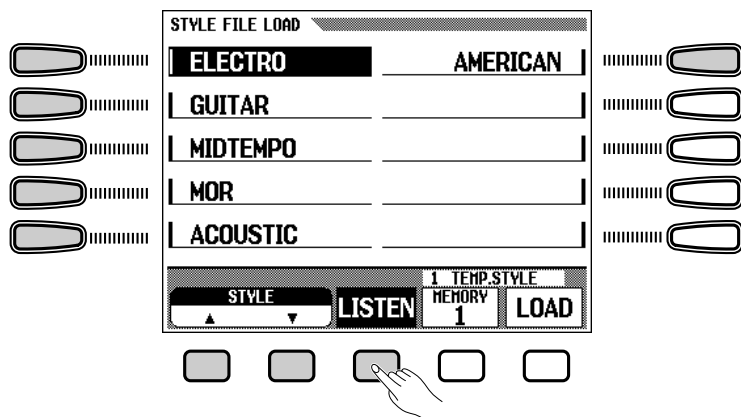 STYLE FILE LOAD
ELECTRO AMERICAN
GUITAR
MIDTEMPO
MOR
ACOUSTIC
1 TEMP.STYLE
STYLE
▲ ▼
LISTEN
MEMORY
1
LOAD